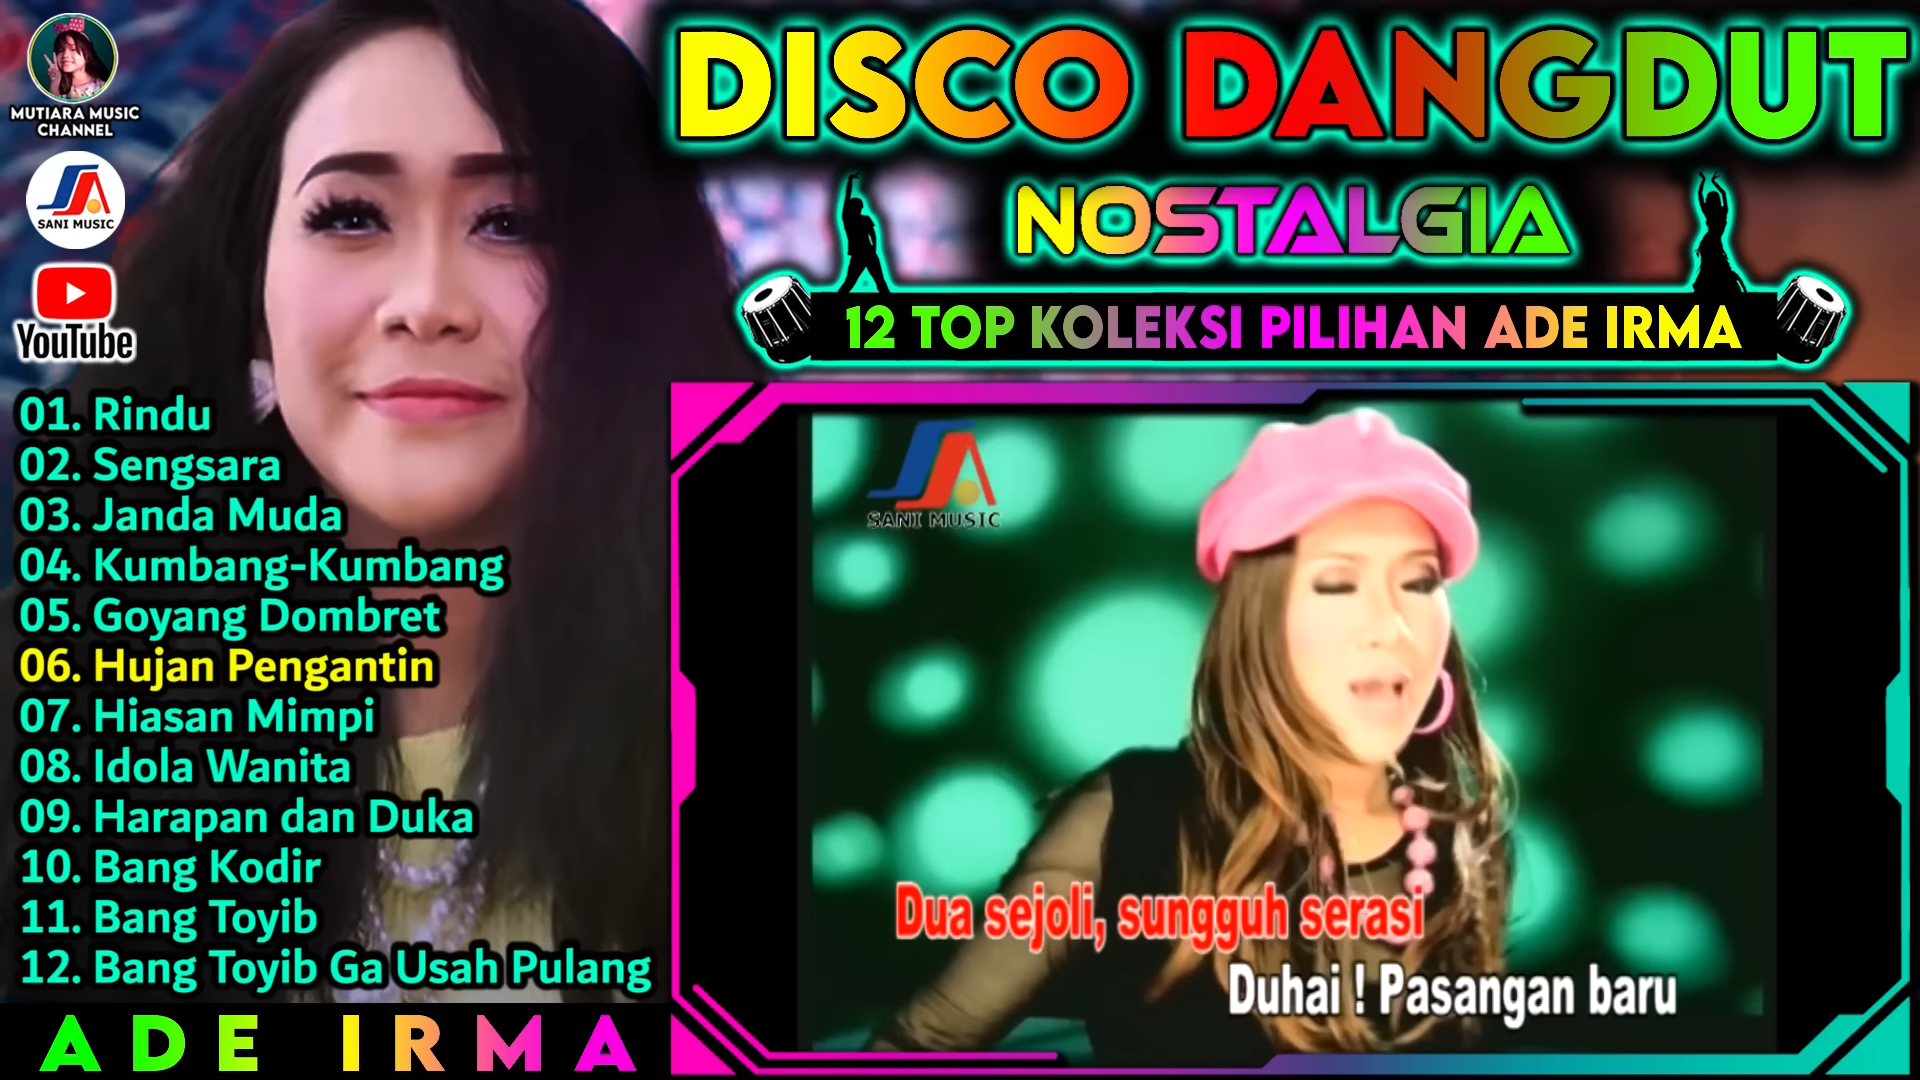 MUTIARA MUSIC
CHANNEL
SANI MUSIC
YouTube
DISCO DANGDUT
NOSTALGIA
12 TOP KOLEKSI PILIHAN ADE IRMA
01. Rindu
02. Sengsara
03. Janda Muda
04. Kumbang-Kumbang
05. Goyang Dombret
06. Hujan Pengantin
07. Hiasan Mimpi
08. Idola Wanita
09. Harapan dan Duka
10. Bang Kodir
11. Bang Toyib
12. Bang Toyib Ga Usah Pulang
ADE IRMA
SANI MUSIC
Dua sejoli, sungguh serasi
Duhai ! Pasangan baru